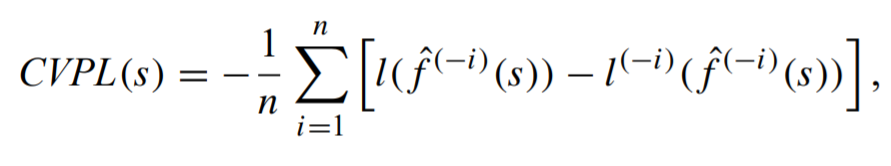 CVPL(s) = −\frac{1}{n} \sum_{i=1}^{n} \left[ l(\hat{f}^{(-i)}(s)) − l^{(-i)}(\hat{f}^{(-i)}(s)) \right],